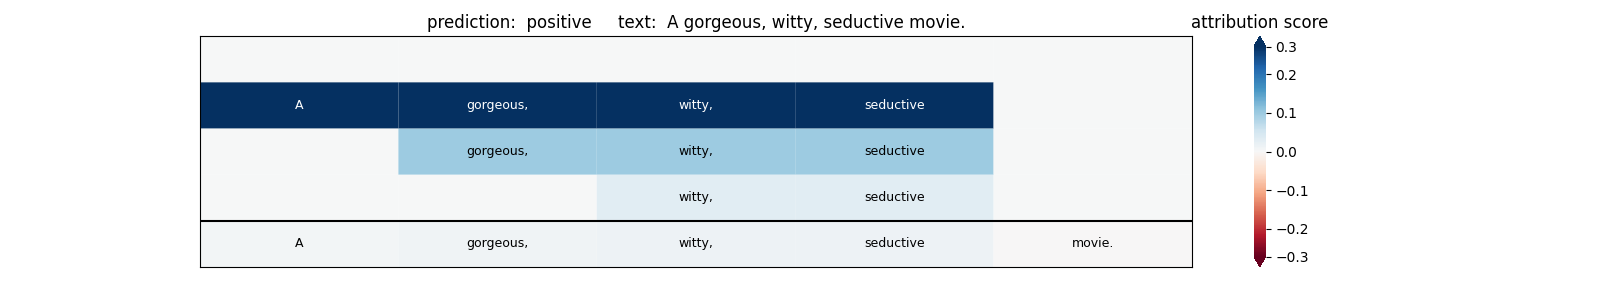 prediction:  positive     text:  A gorgeous, witty, seductive movie.
attribution score
A gorgeous, witty, seductive
gorgeous, witty, seductive
witty, seductive
A gorgeous, witty, seductive movie.
0.3
0.2
0.1
0.0
−0.1
−0.2
−0.3